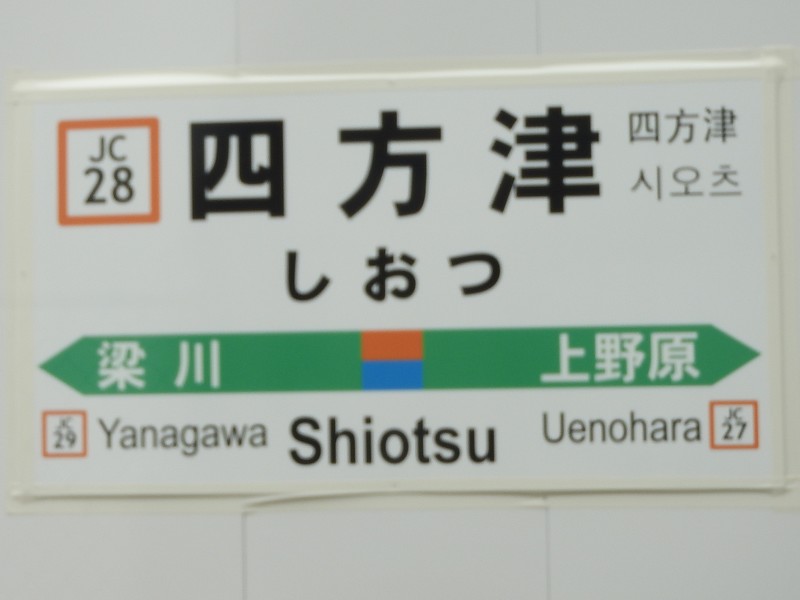 JC
28
四方津
四方津
시오츠
しおつ
梁川
上野原
JC
29
Yanagawa
Shiotsu
Uenohara
JC
27